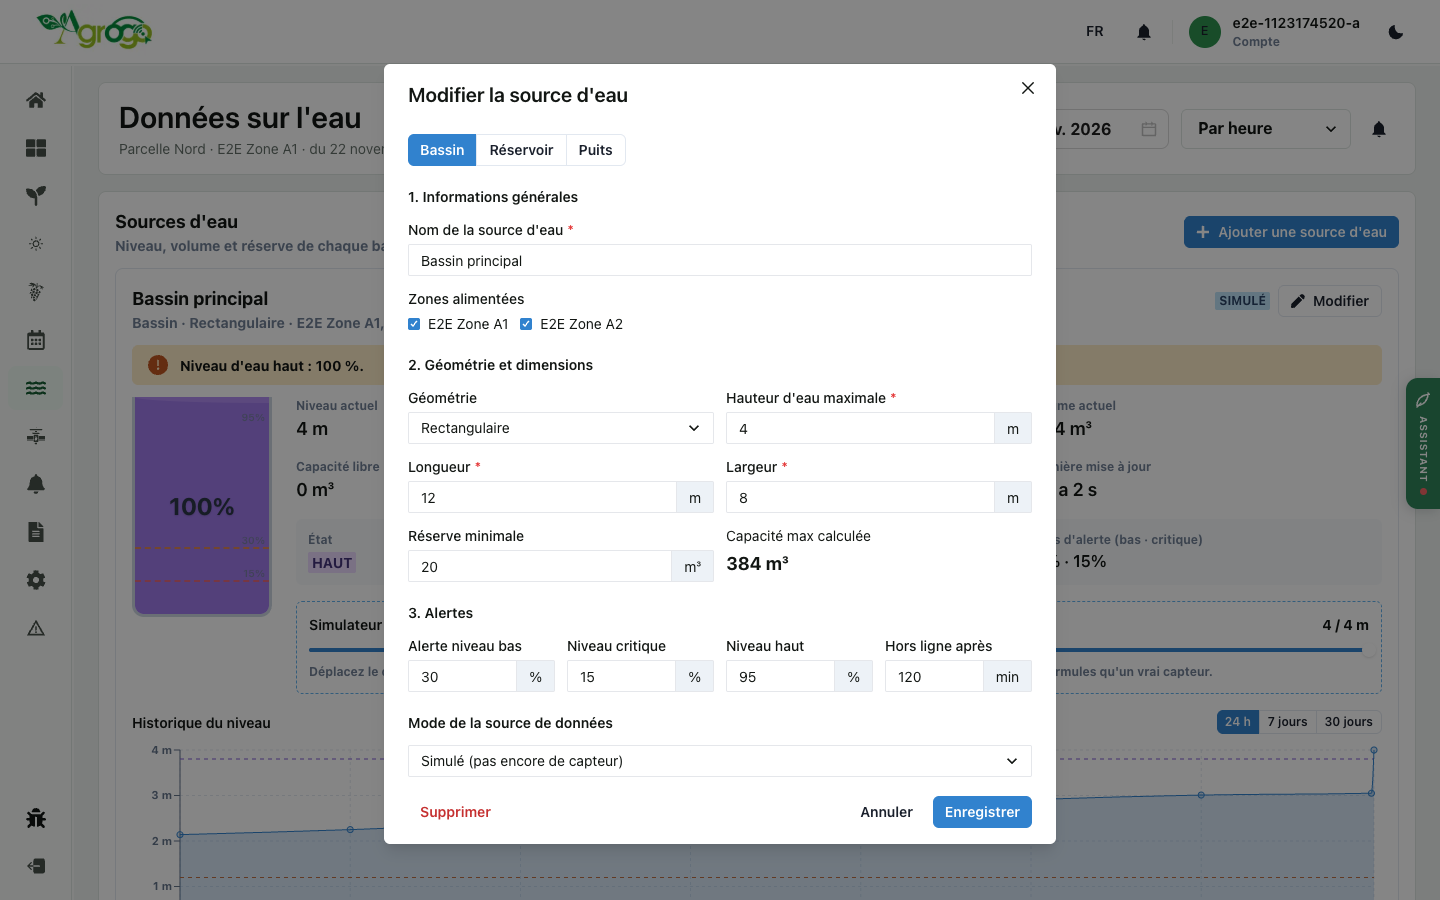 Agroga
FR
E
e2e-1123174520-a
Compte
Données sur l'eau
Parcelle Nord · E2E Zone A1 · du 22 nove
v. 2026
Par heure
Sources d'eau
Niveau, volume et réserve de chaque ba
Ajouter une source d'eau
Bassin principal
Bassin · Rectangulaire · E2E Zone A1,
SIMULÉ
Modifier
Niveau d'eau haut : 100 %.
100%
Niveau actuel
4 m
Capacité libre
0 m³
État
HAUT
me actuel
4 m³
nière mise à jour
a 2 s
s d'alerte (bas · critique)
% · 15%
Simulateur
4 / 4 m
Déplacez le c
rmules qu'un vrai capteur.
Historique du niveau
24 h
7 jours
30 jours
4 m
3 m
2 m
1 m
ASSISTANT
Modifier la source d'eau
Bassin
Réservoir
Puits
1. Informations générales
Nom de la source d'eau *
Bassin principal
Zones alimentées
E2E Zone A1
E2E Zone A2
2. Géométrie et dimensions
Géométrie
Hauteur d'eau maximale *
Rectangulaire
4
m
Longueur *
Largeur *
12
m
8
m
Réserve minimale
Capacité max calculée
20
m³
384 m³
3. Alertes
Alerte niveau bas
Niveau critique
Niveau haut
Hors ligne après
30
%
15
%
95
%
120
min
Mode de la source de données
Simulé (pas encore de capteur)
Supprimer
Annuler
Enregistrer